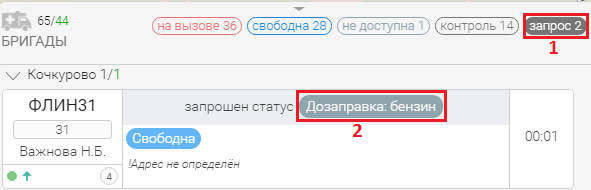 65/44
БРИГАДЫ
на вызове 36 свободна 28 не доступна 1 контроль 14 запрос 2
1
Кочкурово 1/1
ФЛИН31
31
Важнова Н.Б.
4
запрошен статус Дозаправка: бензин
2
Свободна
!Адрес не определён
00:01